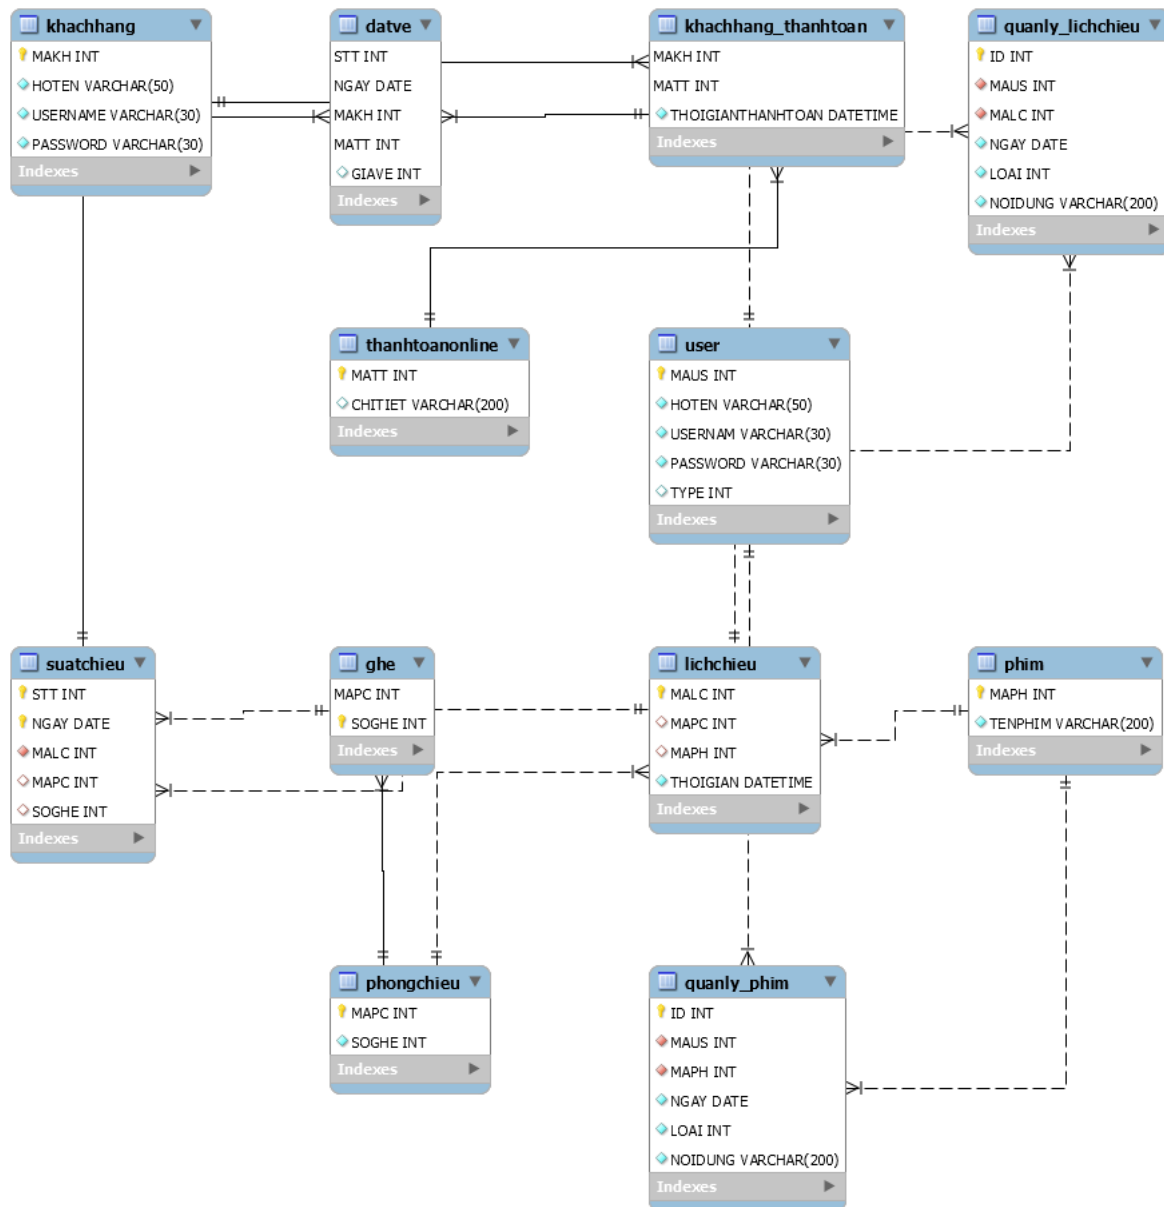 khachhang
MAKH INT
HOTEN VARCHAR(50)
USERNAME VARCHAR(30)
PASSWORD VARCHAR(30)
Indexes
datve
STT INT
NGAY DATE
MAKH INT
MATT INT
GIAVE INT
Indexes
khachhang_thanhtoan
MAKH INT
MATT INT
THOIGIANTHANHTOAN DATETIME
Indexes
quanly_lichchieu
ID INT
MAUS INT
MALC INT
NGAY DATE
LOAI INT
NOIDUNG VARCHAR(200)
Indexes
thanhtoanonline
MATT INT
CHITIET VARCHAR(200)
Indexes
user
MAUS INT
HOTEN VARCHAR(50)
USERNAM VARCHAR(30)
PASSWORD VARCHAR(30)
TYPE INT
Indexes
suatchieu
STT INT
NGAY DATE
MALC INT
MAPC INT
SOGHE INT
Indexes
ghe
MAPC INT
SOGHE INT
Indexes
lichchieu
MALC INT
MAPC INT
MAPH INT
THOIGIAN DATETIME
Indexes
phim
MAPH INT
TENPHIM VARCHAR(200)
Indexes
phongchieu
MAPC INT
SOGHE INT
Indexes
quanly_phim
ID INT
MAUS INT
MAPH INT
NGAY DATE
LOAI INT
NOIDUNG VARCHAR(200)
Indexes